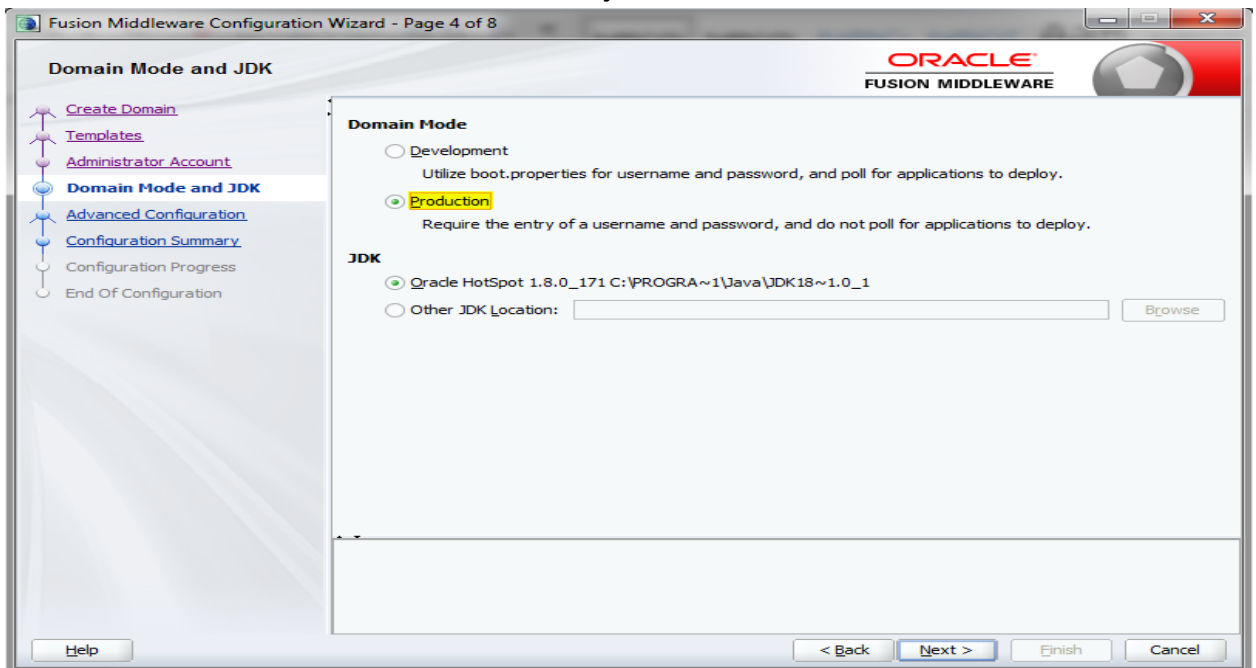 Fusion Middleware Configuration Wizard - Page 4 of 8
Domain Mode and JDK
ORACLE
FUSION MIDDLEWARE
Create Domain
Templates
Administrator Account
Domain Mode and JDK
Advanced Configuration
Configuration Summary
Configuration Progress
End Of Configuration
Domain Mode
Development
Utilize boot.properties for username and password, and poll for applications to deploy.
Production
Require the entry of a username and password, and do not poll for applications to deploy.
JDK
Oracle HotSpot 1.8.0_171 C:\PROGRA~1\Java\JDK18~1.0_1
Other JDK Location:
Browse
Help
< Back
Next >
Finish
Cancel